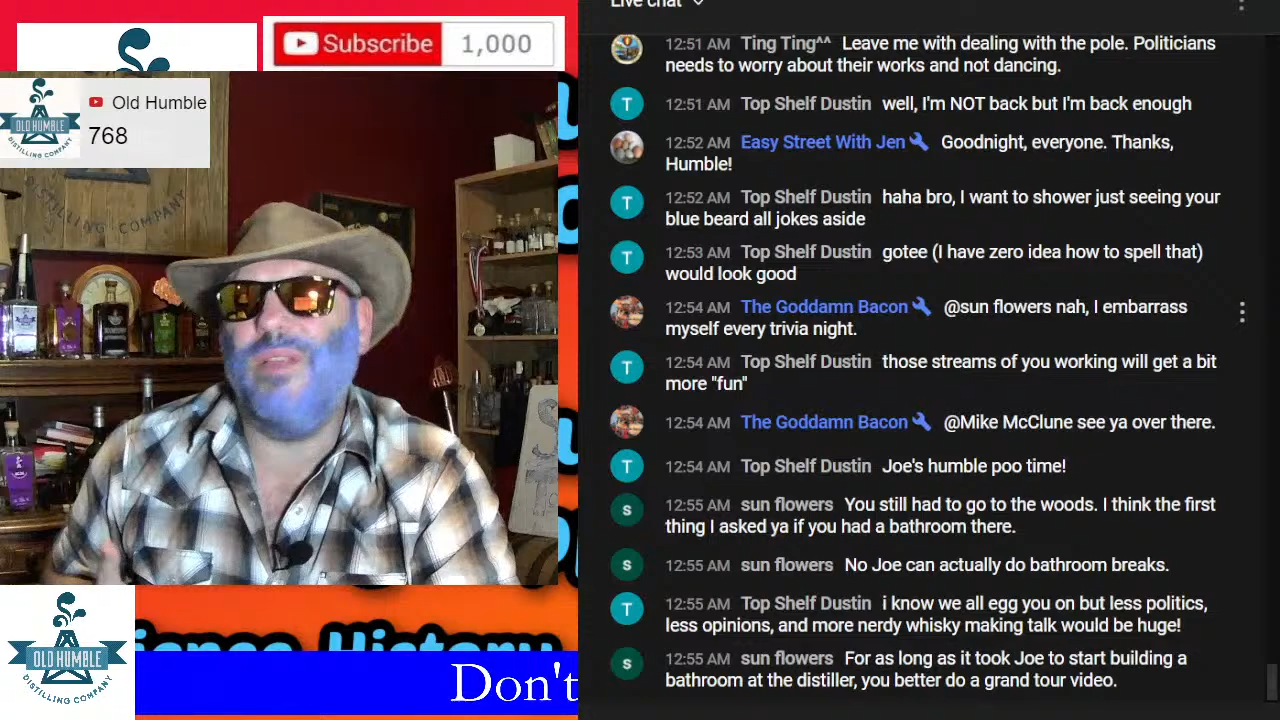 Subscribe
1,000
OLD HUMBLE
DISTILLING COMPANY
Old Humble
768
DISTILLING COMPANY
OLD HUMBLE
DISTILLING COMPANY
History
Don't
Live chat
12:51 AM Ting Ting^^ Leave me with dealing with the pole. Politicians
needs to worry about their works and not dancing.
12:51 AM Top Shelf Dustin well, I'm NOT back but I'm back enough
12:52 AM Easy Street With Jen Goodnight, everyone. Thanks,
Humble!
12:52 AM Top Shelf Dustin haha bro, I want to shower just seeing your
blue beard all jokes aside
12:53 AM Top Shelf Dustin gotee (I have zero idea how to spell that)
would look good
12:54 AM The Goddamn Bacon @sun flowers nah, I embarrass
myself every trivia night.
12:54 AM Top Shelf Dustin those streams of you working will get a bit
more "fun"
12:54 AM The Goddamn Bacon @Mike McClune see ya over there.
12:54 AM Top Shelf Dustin Joe's humble poo time!
12:55 AM sun flowers You still had to go to the woods. I think the first
thing I asked ya if you had a bathroom there.
12:55 AM sun flowers No Joe can actually do bathroom breaks.
12:55 AM Top Shelf Dustin i know we all egg you on but less politics,
less opinions, and more nerdy whisky making talk would be huge!
12:55 AM sun flowers For as long as it took Joe to start building a
bathroom at the distiller, you better do a grand tour video.